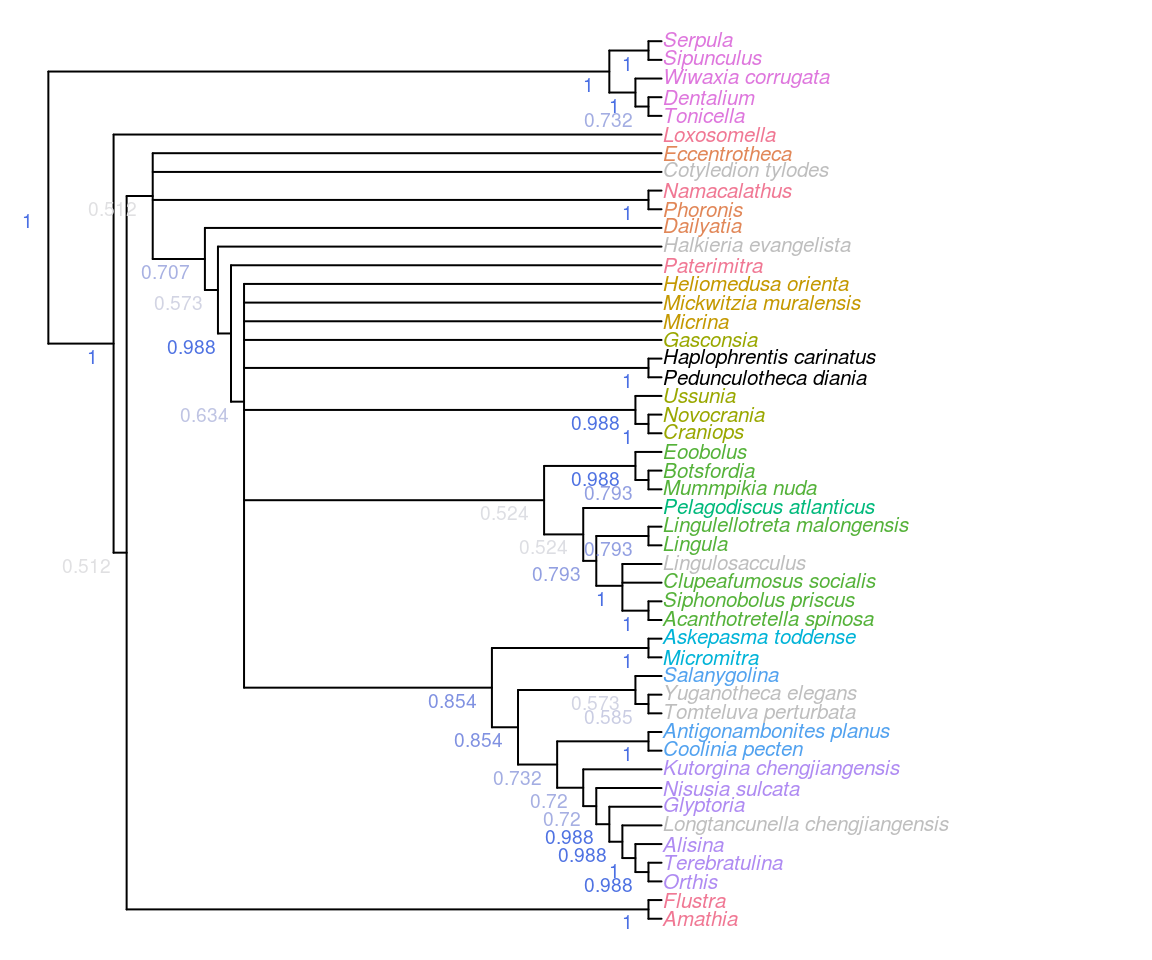 Serpula
1
Sipunculus
Wiwaxia corrugata
1
Dentalium
1
Tonicella
0.732
Loxosomella
Eccentrotheca
Cotyledion tylodes
Namacalathus
0.512
Phoronis
1
1
Dailyatia
Halkieria evangelista
Paterimitra
0.707
Heliomedusa orienta
Mickwitzia muralensis
0.573
Micrina
Gasconsia
0.988
Haplophrentis carinatus
1
Pedunculotheca diania
1
Ussunia
Novocrania
0.634
0.988
Craniops
1
Eoobolus
Botsfordia
0.988
Mummpikia nuda
0.793
Pelagodiscus atlanticus
0.524
Lingulellotreta malongensis
Lingula
0.524
0.793
Lingulosacculus
0.512
0.793
Clupeafumosus socialis
Siphonobolus priscus
1
Acanthotretella spinosa
1
Askepasma toddense
Micromitra
1
Salanygolina
Yuganotheca elegans
0.854
0.573
Tomteluva perturbata
0.585
Antigonambonites planus
0.854
Coolinia pecten
1
Kutorgina chengjiangensis
0.732
Nisusia sulcata
0.72
Glyptoria
0.72
Longtancunella chengjiangensis
0.988
Alisina
0.988
Terebratulina
1
Orthis
0.988
Flustra
Amathia
1